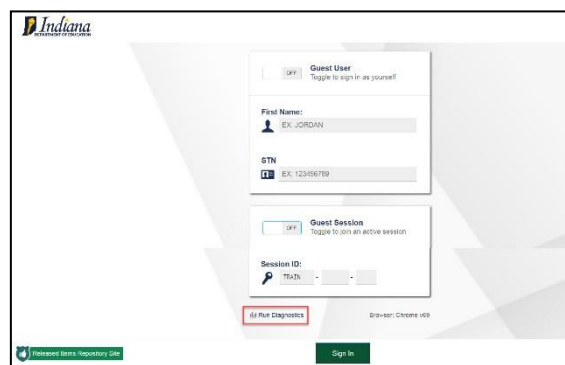 Indiana
DEPARTMENT OF EDUCATION
OFF
Guest User
Toggle to sign in as yourself
First Name:
EX: JORDAN
STN
EX: 123456789
OFF
Guest Session
Toggle to join an active session
Session ID:
TRAIN - -
Run Diagnostics
Browser: Chrome v69
Released Items Repository Site
Sign In